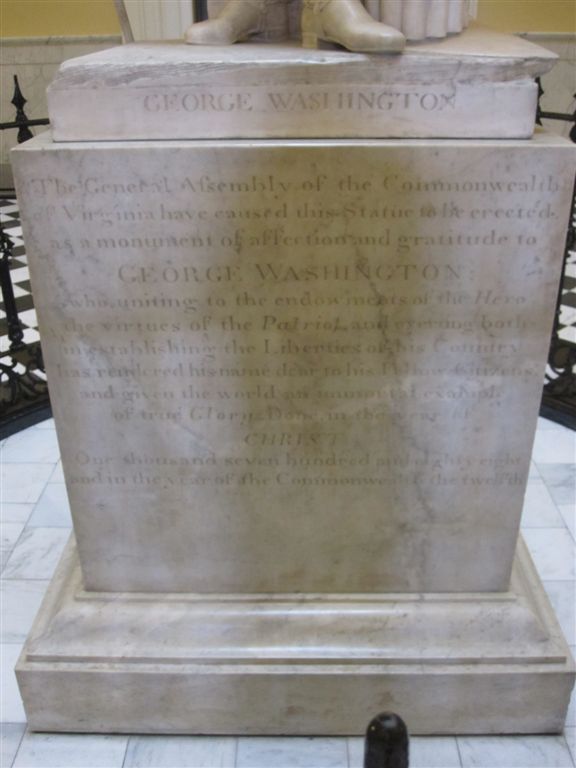 GEORGE WASHINGTON
The General Assembly of the Commonwealth
of Virginia have caused this Statue to be erected,
as a monument of affection and gratitude to
GEORGE WASHINGTON:
who, uniting to the endowments of the Hero
the virtues of the Patriot, and exerting both
in establishing the Liberties of his Country
has rendered his name dear to his Fellow Citizens,
and given the world an immortal example
of true Glory. Done, in the year of
CHRIST
One thousand seven hundred and eighty eight
and in the year of the Commonwealth the twelfth